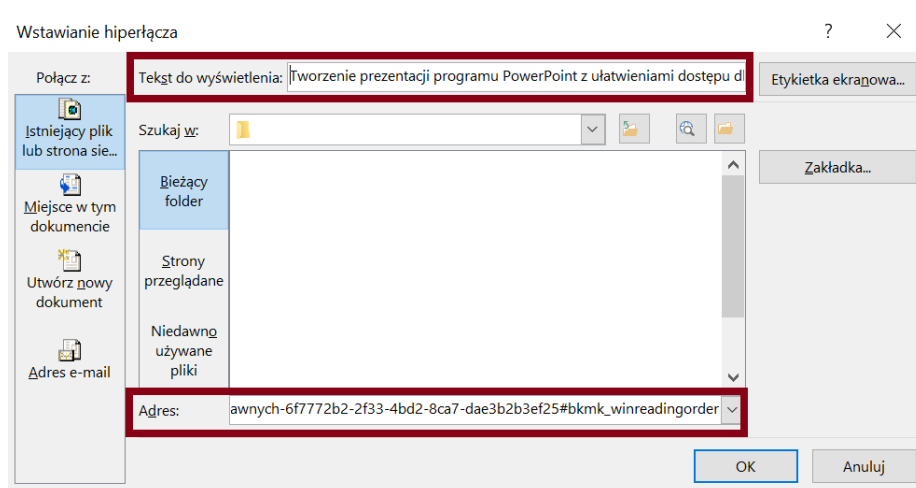 Wstawianie hiperłącza
?
Połącz z:
Tekst do wyświetlenia:
Tworzenie prezentacji programu PowerPoint z ułatwieniami dostępu dl
Etykietka ekranowa...
Istniejący plik
lub strona sie...
Szukaj w:
Zakładka...
Bieżący
folder
Miejsce w tym
dokumencie
Strony
przeglądane
Utwórz nowy
dokument
Niedawno
używane
pliki
Adres e-mail
Adres:
awnych-6f7772b2-2f33-4bd2-8ca7-dae3b2b3ef25#bkmk_winreadingorder
OK
Anuluj